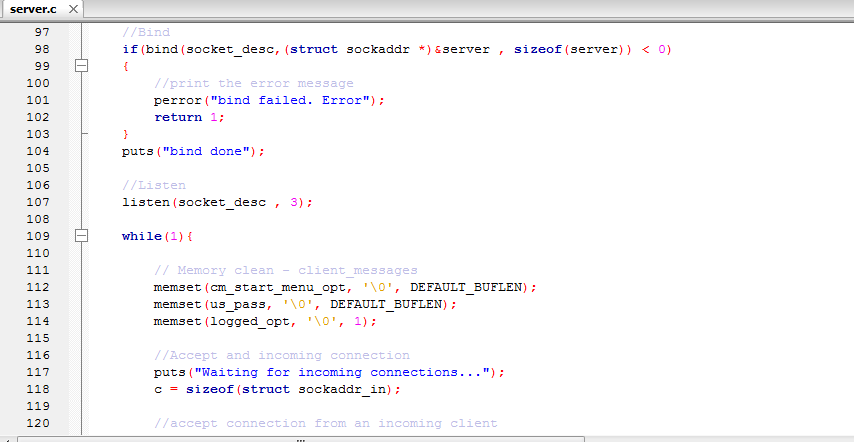 server.c
97 //Bind
98 if(bind(socket_desc,(struct sockaddr *)&server , sizeof(server)) < 0)
99 {
100 //print the error message
101 perror("bind failed. Error");
102 return 1;
103 }
104 puts("bind done");
105
106 //Listen
107 listen(socket_desc , 3);
108
109 while(1){
110
111 // Memory clean - client_messages
112 memset(cm_start_menu_opt, '\0', DEFAULT_BUFLEN);
113 memset(us_pass, '\0', DEFAULT_BUFLEN);
114 memset(logged_opt, '\0', 1);
115
116 //Accept and incoming connection
117 puts("Waiting for incoming connections...");
118 c = sizeof(struct sockaddr_in);
119
120 //accept connection from an incoming client